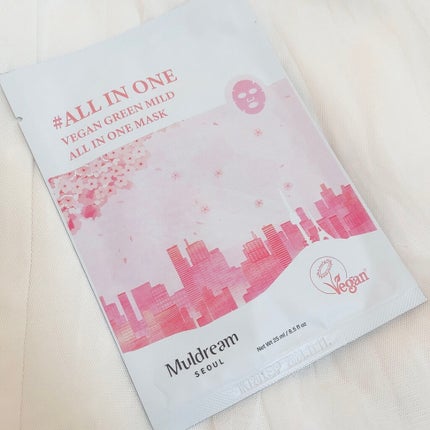 #ALL IN ONE
VEGAN GREEN MILD
ALL IN ONE MASK
Vegan
Net Wt 25 ml / 8.5 fl oz
Muldream
SEOUL